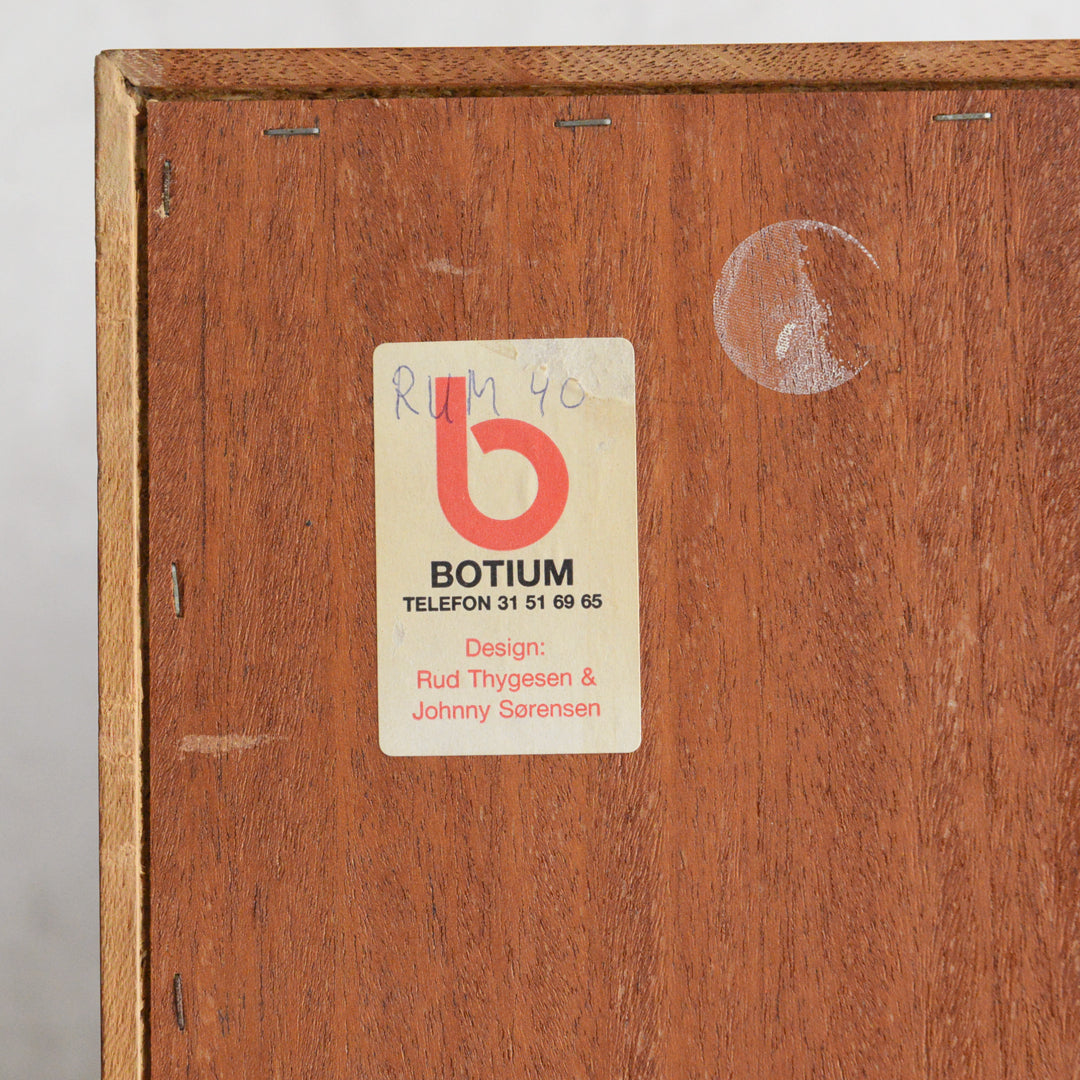 RUM 40
b
BOTIUM
TELEFON 31 51 69 65
Design:
Rud Thygesen &
Johnny Sørensen